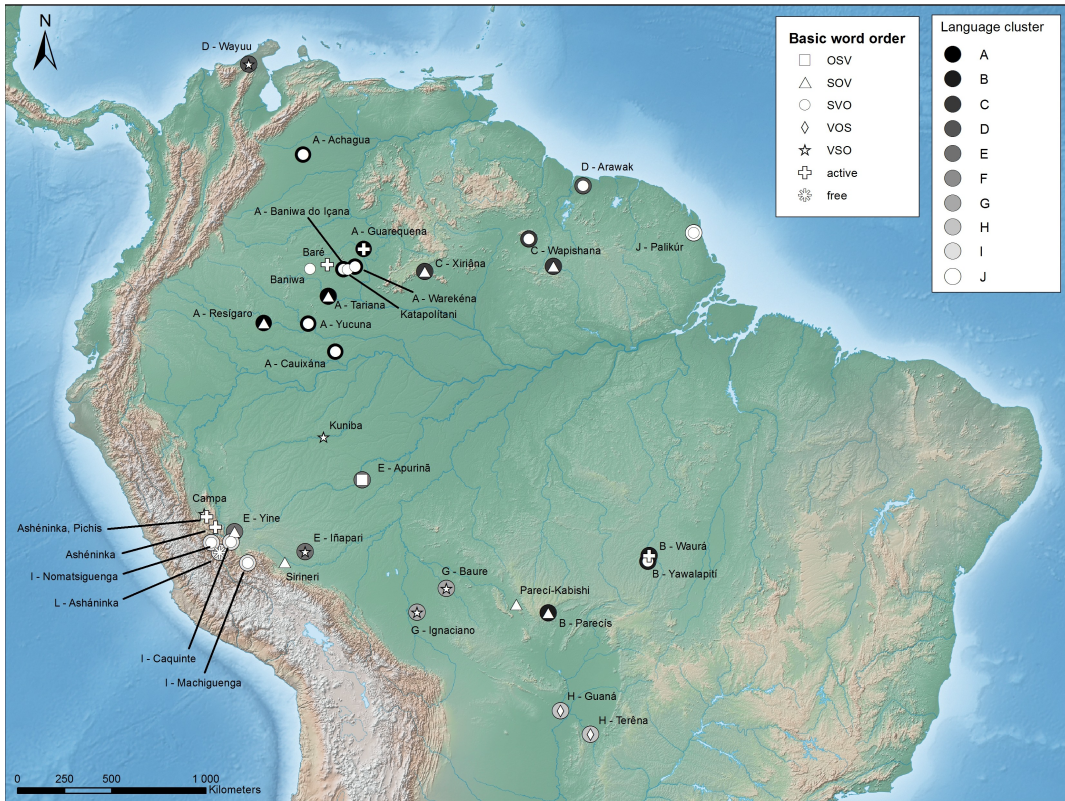 N
D - Wayuu
A - Achagua
D - Arawak
A - Baniwa do Içana
A - Guarequena
J - Palikúr
Baré
C - Wapishana
C - Xiriâna
Baniwa
A - Warekéna
A - Tariana
Katapolítani
A - Resígaro
A - Yucuna
A - Cauixána
Kuniba
E - Apurinã
Campa
Ashéninka, Pichis
E - Yine
Ashéninka
E - Iñapari
I - Nomatsiguenga
Sirineri
L - Asháninka
B - Waurá
B - Yawalapití
G - Baure
Parecí-Kabishi
G - Ignaciano
B - Parecís
I - Caquinte
I - Machiguenga
H - Guaná
H - Terêna
Basic word order
OSV
SOV
SVO
VOS
VSO
active
free
Language cluster
A
B
C
D
E
F
G
H
I
J
0 250 500 1 000
Kilometers